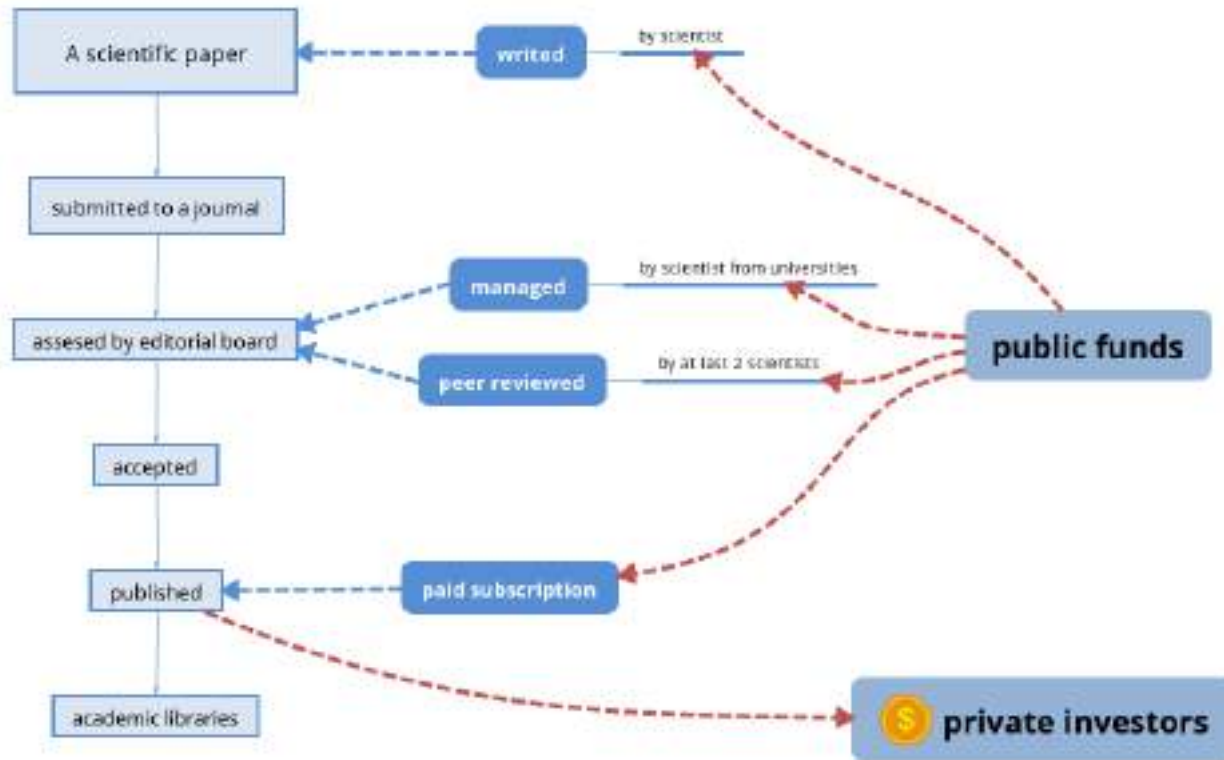 A scientific paper
writed
by scientist
submitted to a journal
managed
by scientist from universities
assesed by editorial board
public funds
peer reviewed
by at last 2 scientists
accepted
published
paid subscription
academic libraries
$ private investors